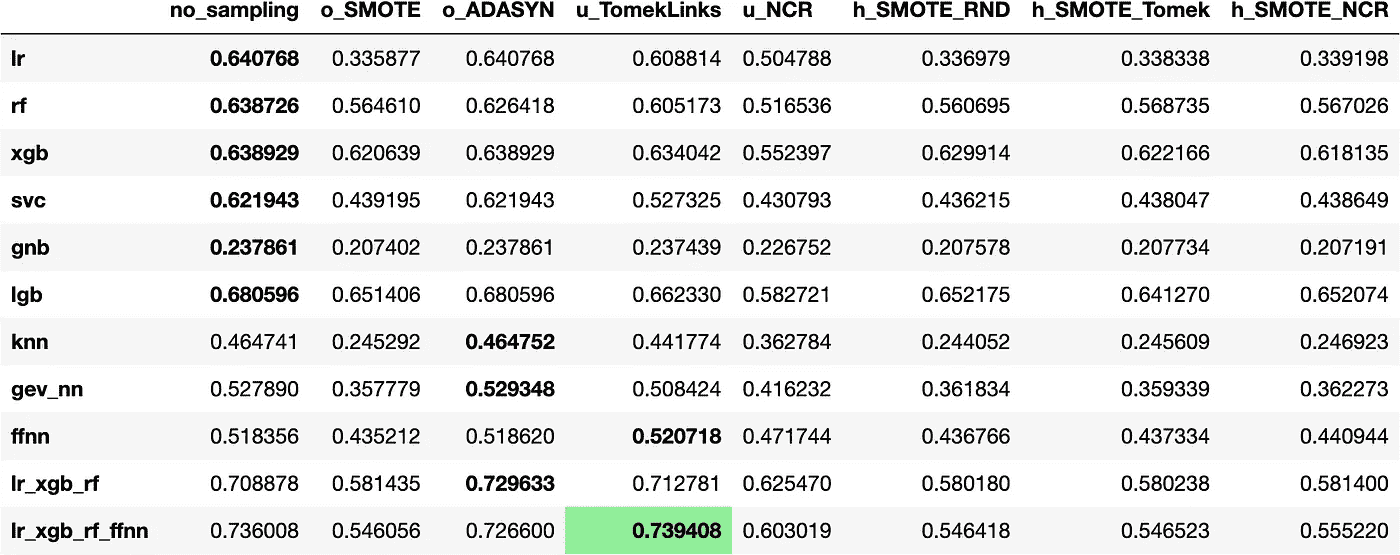 no_sampling o_SMOTE o_ADASYN u_TomekLinks u_NCR h_SMOTE_RND h_SMOTE_Tomek h_SMOTE_NCR
lr 0.640768 0.335877 0.640768 0.608814 0.504788 0.336979 0.338338 0.339198
rf 0.638726 0.564610 0.626418 0.605173 0.516536 0.560695 0.568735 0.567026
xgb 0.638929 0.620639 0.638929 0.634042 0.552397 0.629914 0.622166 0.618135
svc 0.621943 0.439195 0.621943 0.527325 0.430793 0.436215 0.438047 0.438649
gnb 0.237861 0.207402 0.237861 0.237439 0.226752 0.207578 0.207734 0.207191
lgb 0.680596 0.651406 0.680596 0.662330 0.582721 0.652175 0.641270 0.652074
knn 0.464741 0.245292 0.464752 0.441774 0.362784 0.244052 0.245609 0.246923
gev_nn 0.527890 0.357779 0.529348 0.508424 0.416232 0.361834 0.359339 0.362273
ffnn 0.518356 0.435212 0.518620 0.520718 0.471744 0.436766 0.437334 0.440944
lr_xgb_rf 0.708878 0.581435 0.729633 0.712781 0.625470 0.580180 0.580238 0.581400
lr_xgb_rf_ffnn 0.736008 0.546056 0.726600 0.739408 0.603019 0.546418 0.546523 0.555220